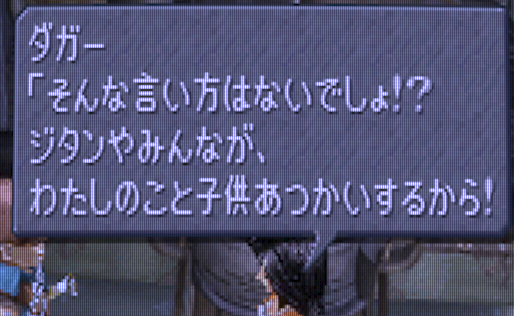 ダガー
「そんな言い方はないでしょ!?
ジタンやみんなが、
わたしのこと子供あつかいするから!